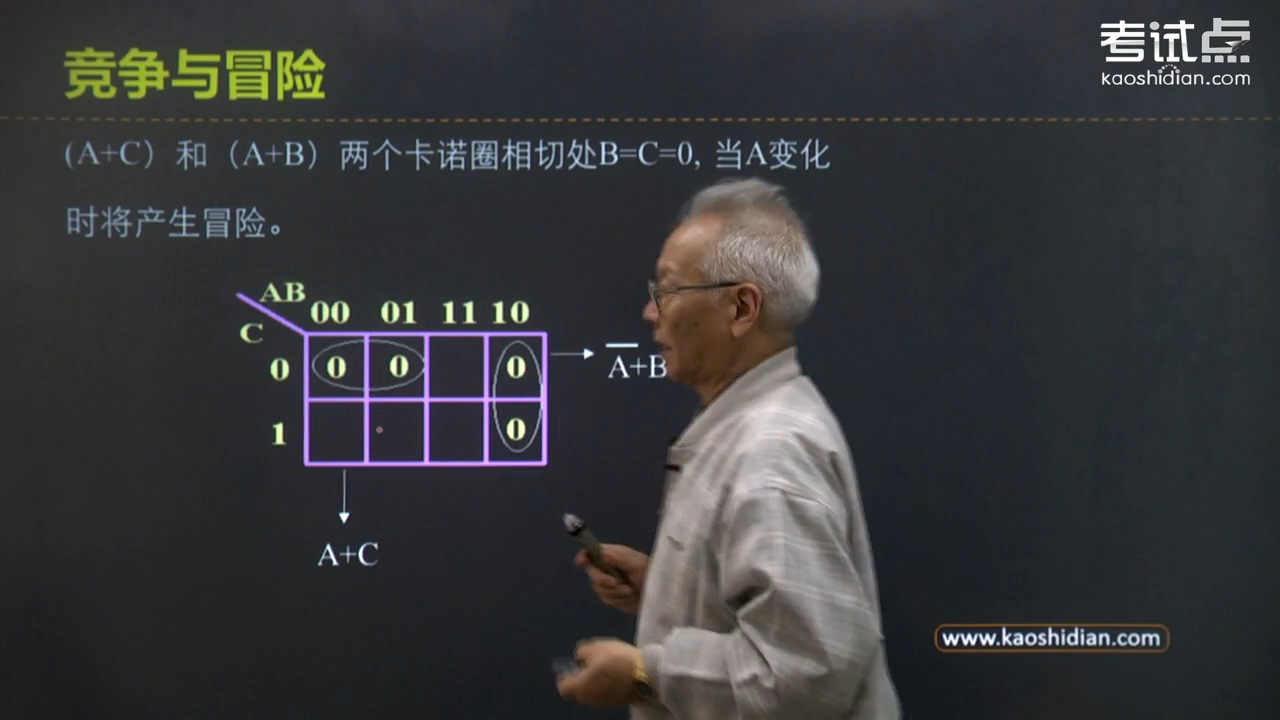 竞争与冒险
考试点
kaoshidian.com
(A+C）和（A+B）两个卡诺圈相切处B=C=0, 当A变化
时将产生冒险。
AB
00 01 11 10
C
0 0 0 0
A̅+B
1 0
A+C
www.kaoshidian.com